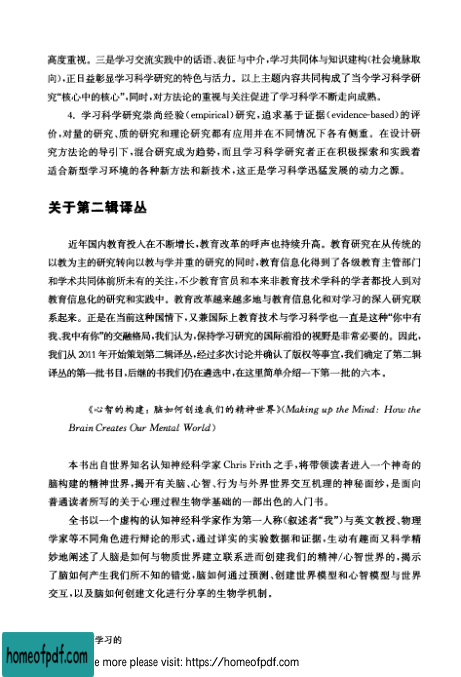 高度重视。三是学习交流实践中的话语、表征与中介,学习共同体与知识建构(社会境脉取
向),正日益彰显学习科学研究的特色与活力。以上主题内容共同构成了当今学习科学研
究“核心中的核心”,同时,对方法论的重视与关注促进了学习科学不断走向成熟。
4. 学习科学研究崇尚经验(empirical)研究,追求基于证据(evidence-based)的评
价,对量的研究、质的研究和理论研究都有应用并在不同情况下各有侧重。在设计研
究方法论的导引下,混合研究成为趋势,而且学习科学研究者正在积极探索和实践着
适合新型学习环境的各种新方法和新技术,这正是学习科学迅猛发展的动力之源。
关于第二辑译丛
近年国内教育投入在不断增长,教育改革的呼声也持续升高。教育研究在从传统的
以教为主的研究转向以教与学并重的研究的同时,教育信息化得到了各级教育主管部门
和学术共同体前所未有的关注,不少教育官员和本来非教育技术学科的学者都投入到对
教育信息化的研究和实践中。教育改革越来越多地与教育信息化和对学习的深入研究联
系起来。正是在当前这种国情下,又兼国际上教育技术与学习科学也一直是这种“你中有
我、我中有你”的交融格局,我们认为,保持学习研究的国际前沿的视野是非常必要的。因此,
我们从 2011 年开始策划第二辑译丛,经过多次讨论并确认了版权等事宜,我们确定了第二辑
译丛的第一批书目,后继的书我们仍在遴选中,在这里简单介绍一下第一批的六本。
《心智的构建:脑如何创造我们的精神世界》(Making up the Mind: How the
Brain Creates Our Mental World)
本书出自世界知名认知神经科学家 Chris Frith 之手,将带领读者进入一个神奇的
脑构建的精神世界,揭开有关脑、心智、行为与外界世界交互机理的神秘面纱,是面向
普通读者所写的关于心理过程生物学基础的一部出色的入门书。
全书以一个虚构的认知神经科学家作为第一人称(叙述者“我”)与英文教授、物理
学家等不同角色进行辩论的形式,通过详实的实验数据和证据,生动有趣而又科学精
妙地阐述了人脑是如何与物质世界建立联系进而创建我们的精神/心智世界的,揭示
了脑如何产生我们所不知的错觉,脑如何通过预测、创建世界模型和心智模型与世界
交互,以及脑如何创建文化进行分享的生物学机制。
学习的
homeofpdf.com
e more please visit: https://homeofpdf.com